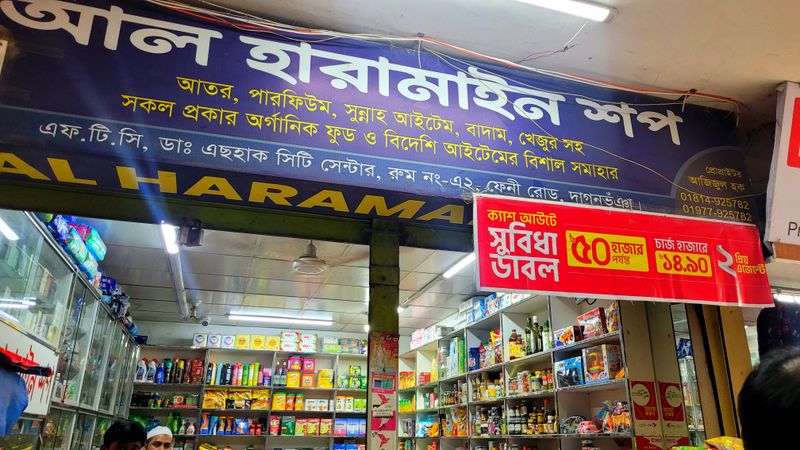 আল হারামাইন শপ
আতর, পারফিউম, সুন্নাহ আইটেম, বাদাম, খেজুর সহ
সকল প্রকার অর্গানিক ফুড ও বিদেশি আইটেমের বিশাল সমাহার
এফ.টি.সি, ডাঃ এছহাক সিটি সেন্টার, রুম নং-এ২, ফেনী রোড, দাগনভূঁঞা
প্রোপ্রাইটর
আজিজুল হক
01814-925782
01977-925782
AL HARAMA
ক্যাশ আউটে
সুবিধা
ডাবল
৳৫০ হাজার
পর্যন্ত
চার্জ হাজারে
৳১৪.৯০
২ প্রিয়
এজেন্টে